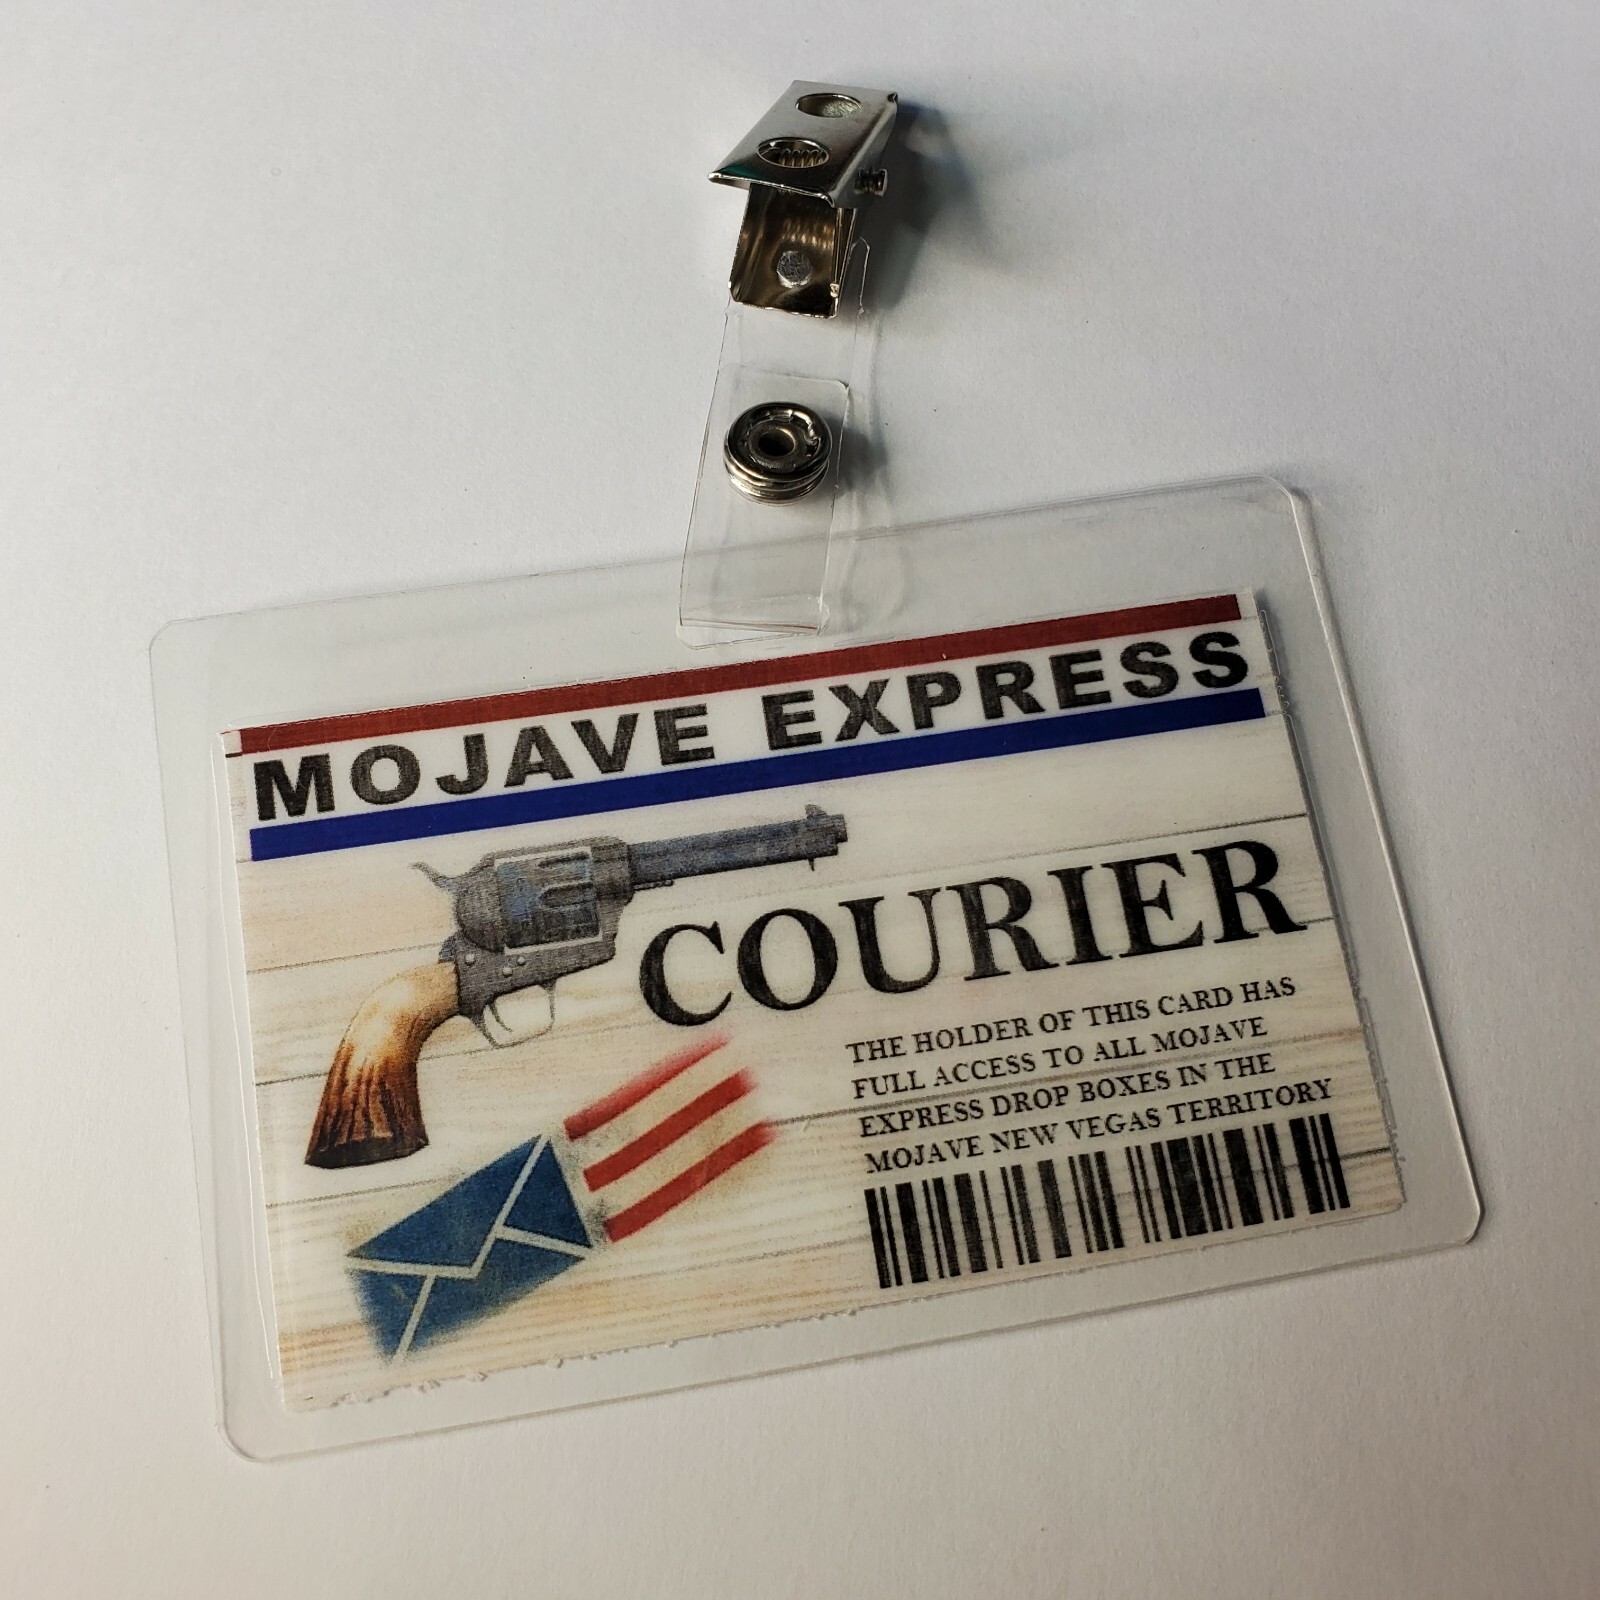 MOJAVE EXPRESS
COURIER
THE HOLDER OF THIS CARD HAS
FULL ACCESS TO ALL MOJAVE
EXPRESS DROP BOXES IN THE
MOJAVE NEW VEGAS TERRITORY